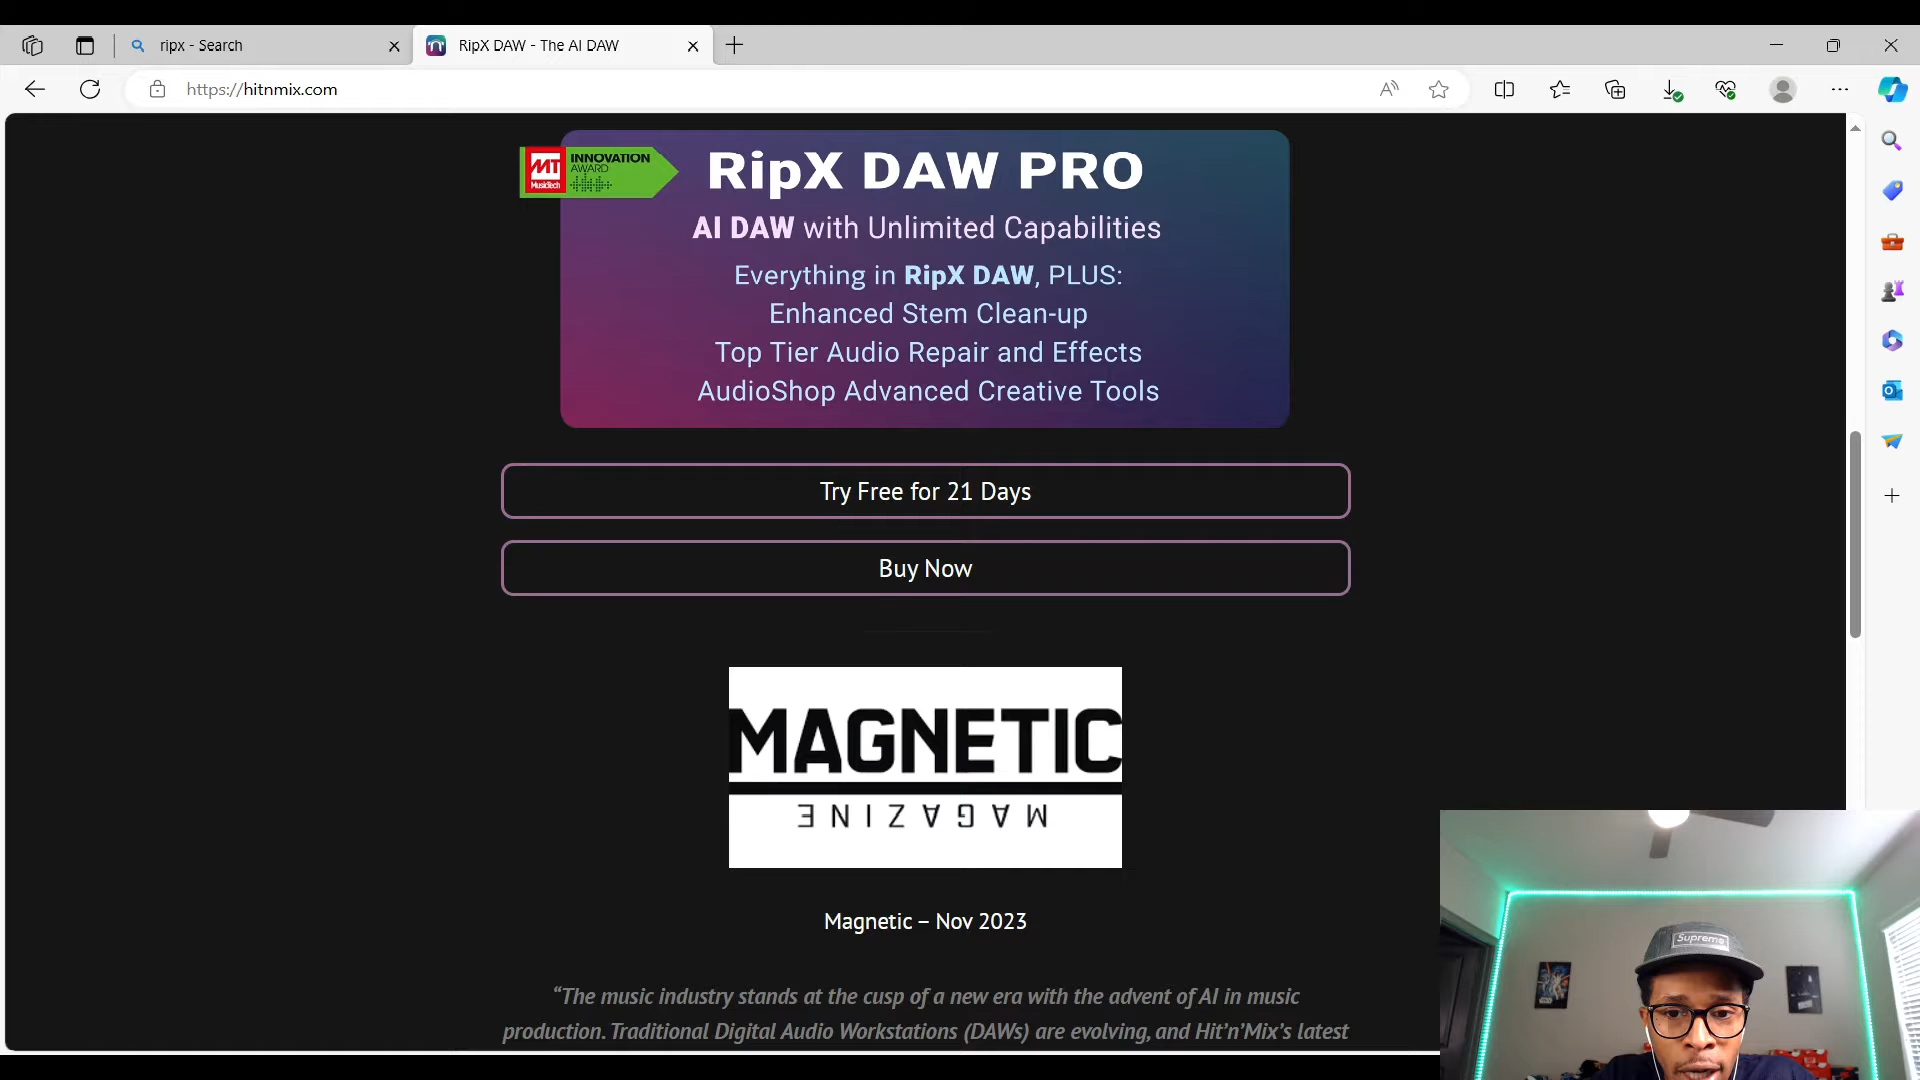 ripx - Search
RipX DAW - The AI DAW
https://hitnmix.com
MT
MusicTech
INNOVATION
AWARD
RipX DAW PRO
AI DAW with Unlimited Capabilities
Everything in RipX DAW, PLUS:
Enhanced Stem Clean-up
Top Tier Audio Repair and Effects
AudioShop Advanced Creative Tools
Try Free for 21 Days
Buy Now
MAGNETIC
MAGAZINE
Magnetic – Nov 2023
“The music industry stands at the cusp of a new era with the advent of AI in music
production. Traditional Digital Audio Workstations (DAWs) are evolving, and Hit’n’Mix’s latest
Supreme